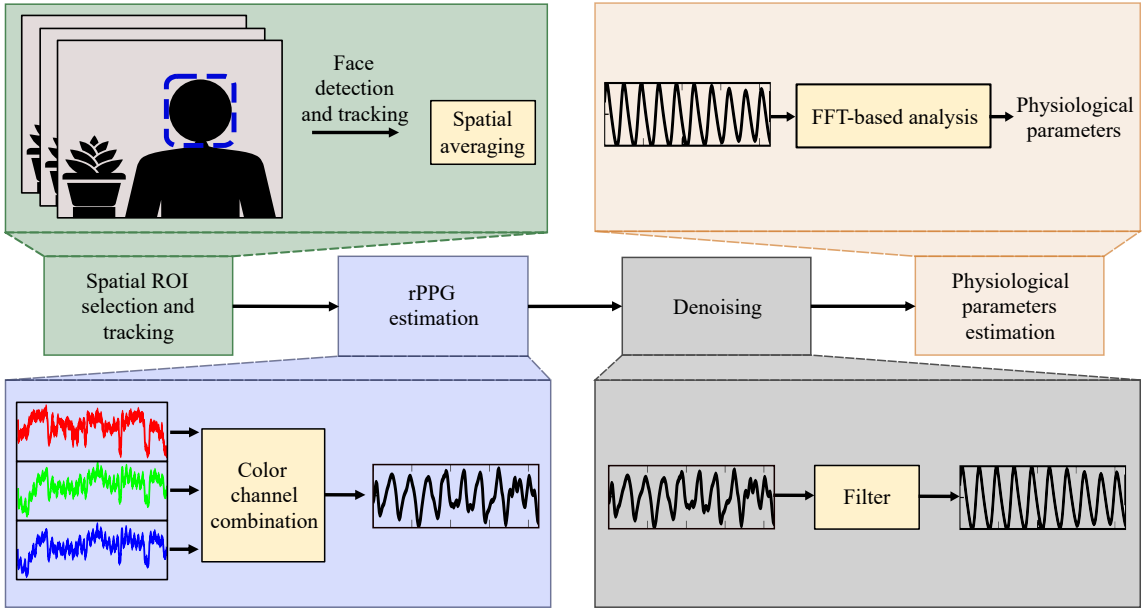 Face
detection
and tracking
Spatial
averaging
FFT-based analysis
Physiological
parameters
Spatial ROI
selection and
tracking
rPPG
estimation
Denoising
Physiological
parameters
estimation
Color
channel
combination
Filter